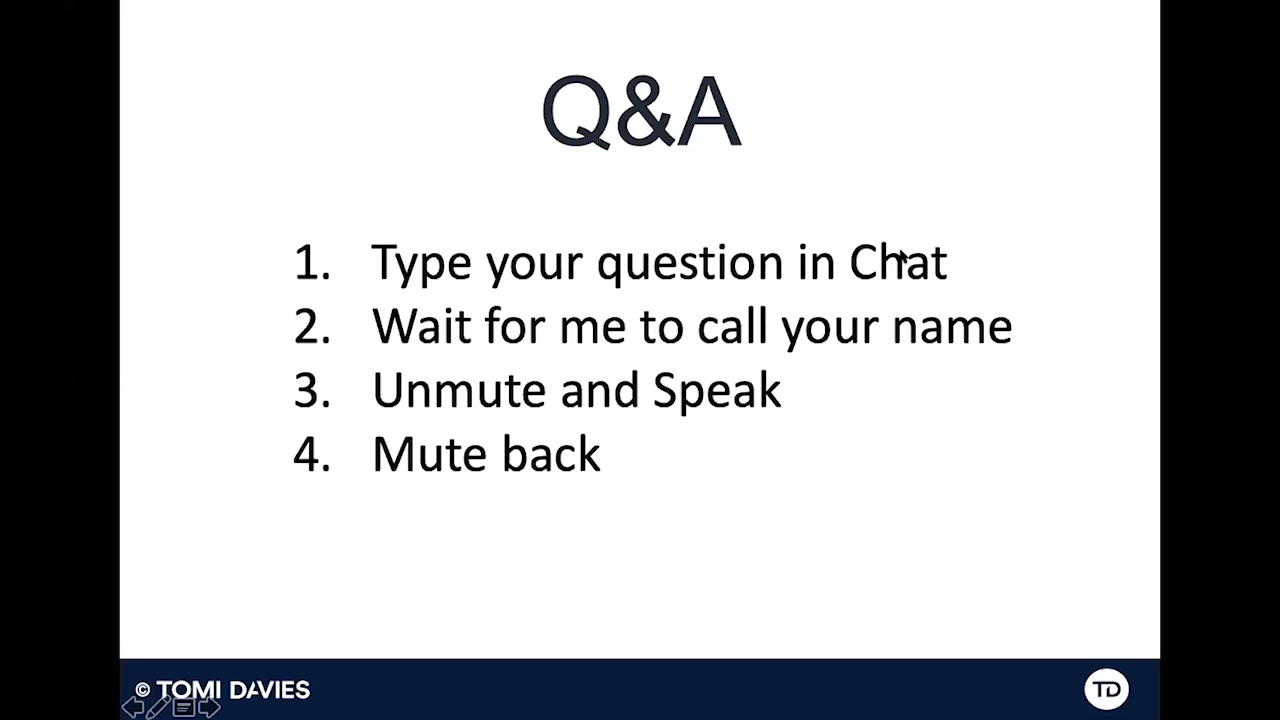 Q&A
1. Type your question in Chat
2. Wait for me to call your name
3. Unmute and Speak
4. Mute back
© TOMI DAVIES
TD